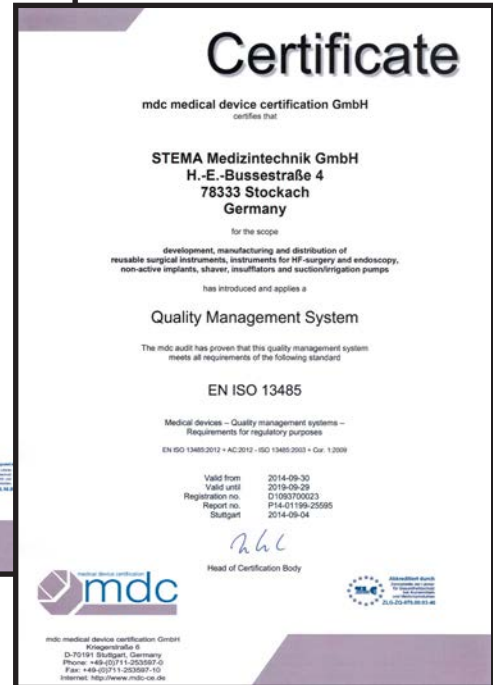 Certificate
mdc medical device certification GmbH
certifies that
STEMA Medizintechnik GmbH
H.-E.-Bussestraße 4
78333 Stockach
Germany
for the scope
development, manufacturing and distribution of
reusable surgical instruments, instruments for HF-surgery and endoscopy,
non-active implants, shaver, insufflators and suction/irrigation pumps
has introduced and applies a
Quality Management System
The mdc audit has proven that this quality management system
meets all requirements of the following standard
EN ISO 13485
Medical devices – Quality management systems –
Requirements for regulatory purposes
EN ISO 13485:2012 + AC:2012 - ISO 13485:2003 + Cor. 1:2009
Valid from 2014-09-30
Valid until 2019-09-29
Registration no. D1093700023
Report no. P14-01199-25595
Stuttgart 2014-09-04
Head of Certification Body
medical device certification
mdc
ZLG
Akkreditiert durch
mdc medical device certification GmbH
Kriegerstraße 6
D-70191 Stuttgart, Germany
Phone: +49-(0)711-253597-0
Fax: +49-(0)711-253597-10
Internet: http://www.mdc-ce.de